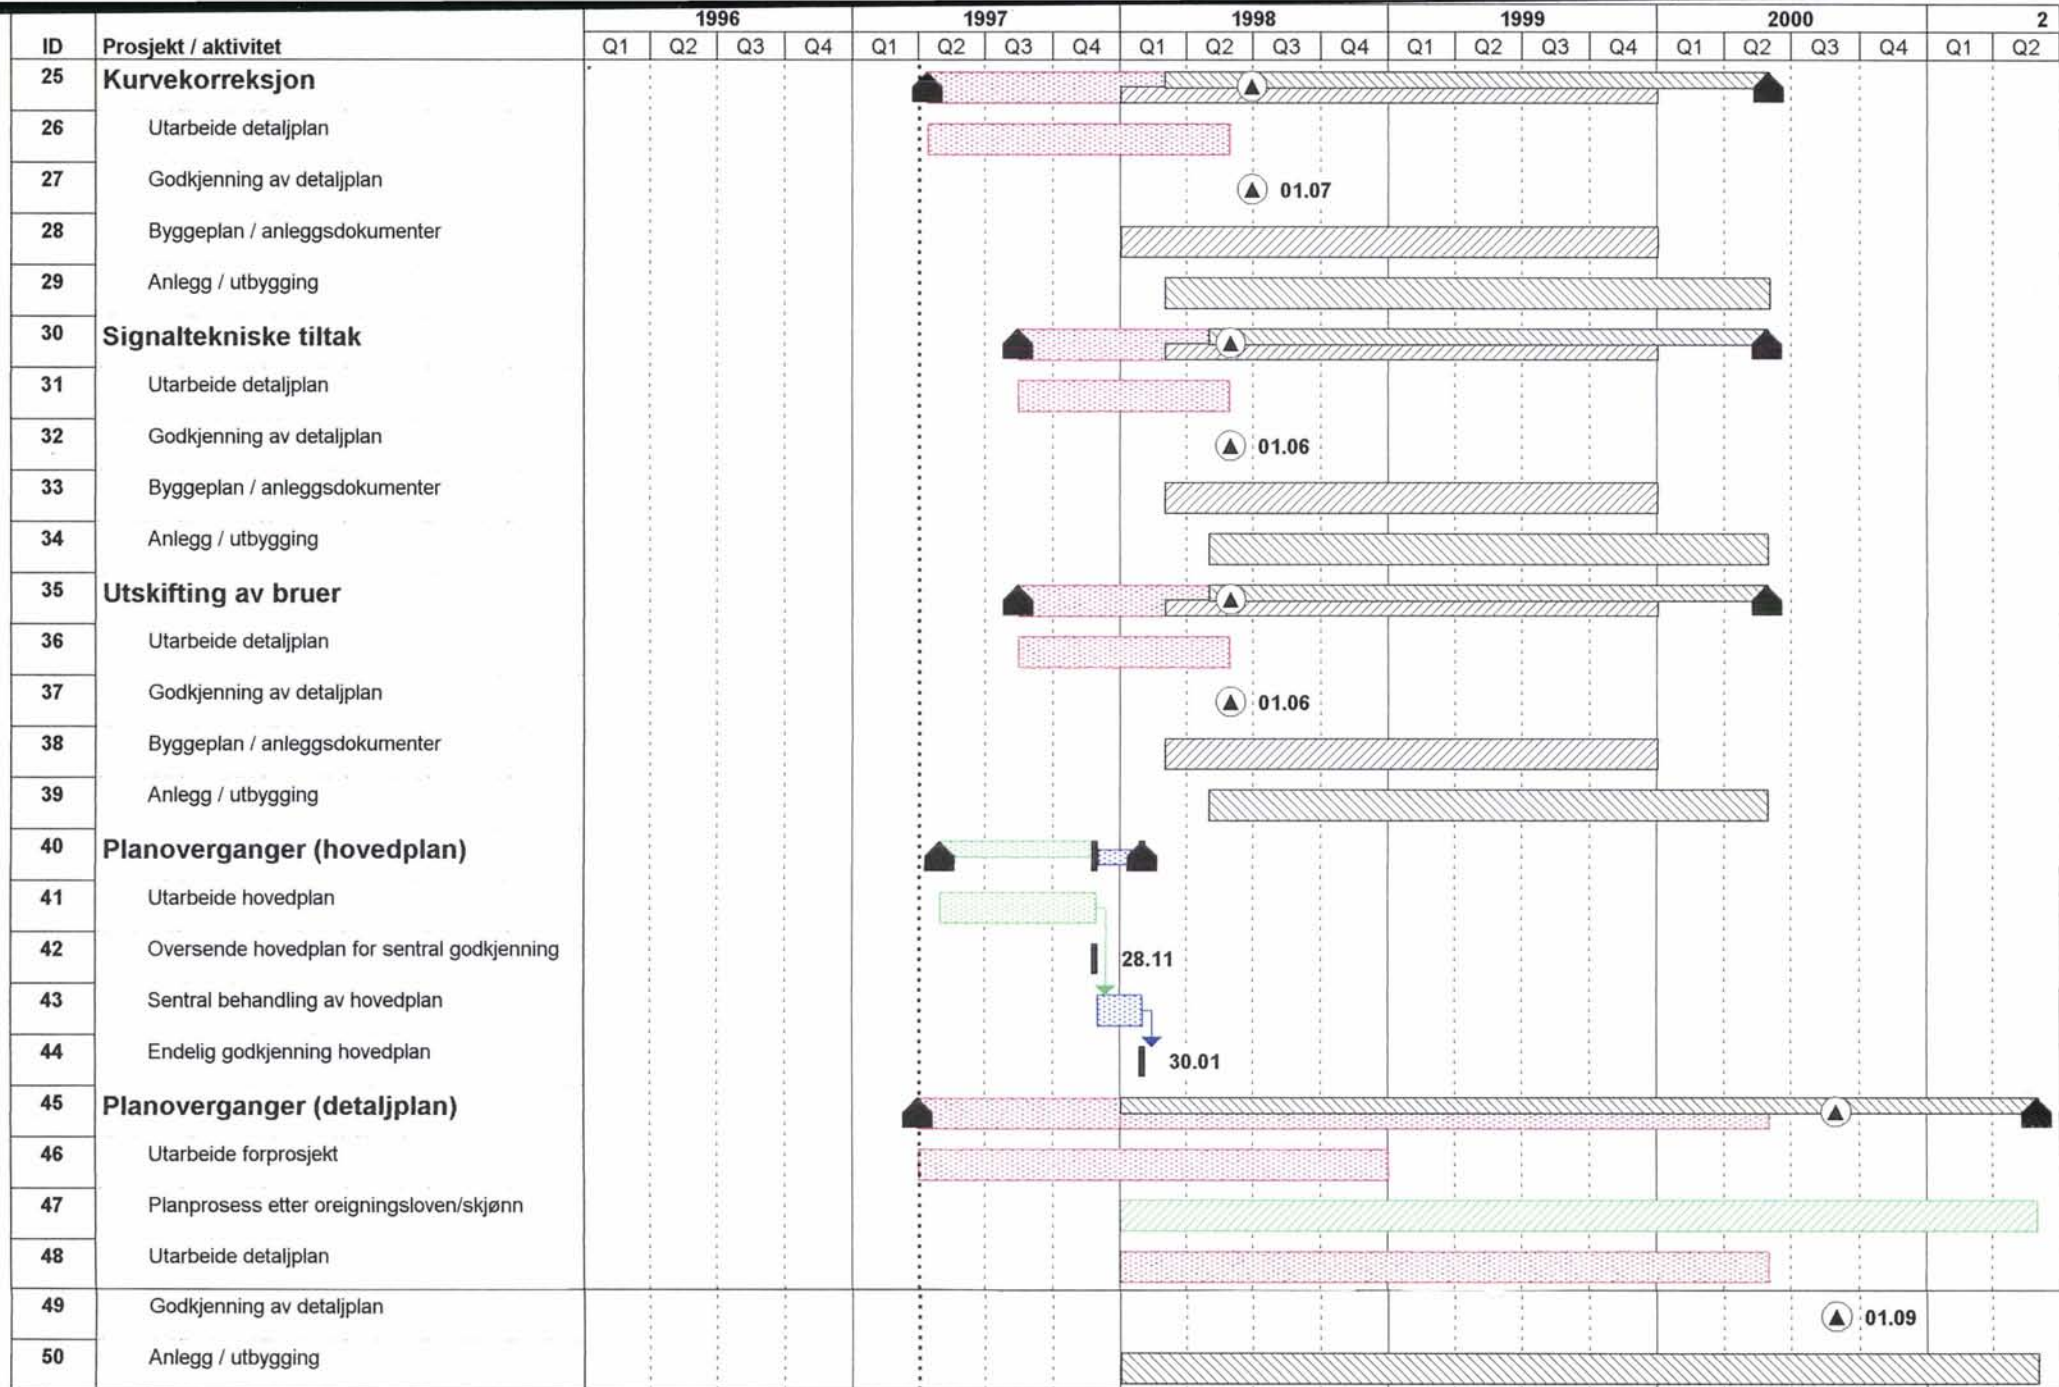 1996 1997 1998 1999 2000 2
ID Prosjekt / aktivitet Q1 Q2 Q3 Q4 Q1 Q2 Q3 Q4 Q1 Q2 Q3 Q4 Q1 Q2 Q3 Q4 Q1 Q2 Q3 Q4 Q1 Q2
25 Kurvekorreksjon
26 Utarbeide detaljplan
27 Godkjenning av detaljplan 01.07
28 Byggeplan / anleggsdokumenter
29 Anlegg / utbygging
30 Signaltekniske tiltak
31 Utarbeide detaljplan
32 Godkjenning av detaljplan 01.06
33 Byggeplan / anleggsdokumenter
34 Anlegg / utbygging
35 Utskifting av bruer
36 Utarbeide detaljplan
37 Godkjenning av detaljplan 01.06
38 Byggeplan / anleggsdokumenter
39 Anlegg / utbygging
40 Planoverganger (hovedplan)
41 Utarbeide hovedplan
42 Oversende hovedplan for sentral godkjenning 28.11
43 Sentral behandling av hovedplan
44 Endelig godkjenning hovedplan 30.01
45 Planoverganger (detaljplan)
46 Utarbeide forprosjekt
47 Planprosess etter oreigningsloven/skjønn
48 Utarbeide detaljplan
49 Godkjenning av detaljplan 01.09
50 Anlegg / utbygging